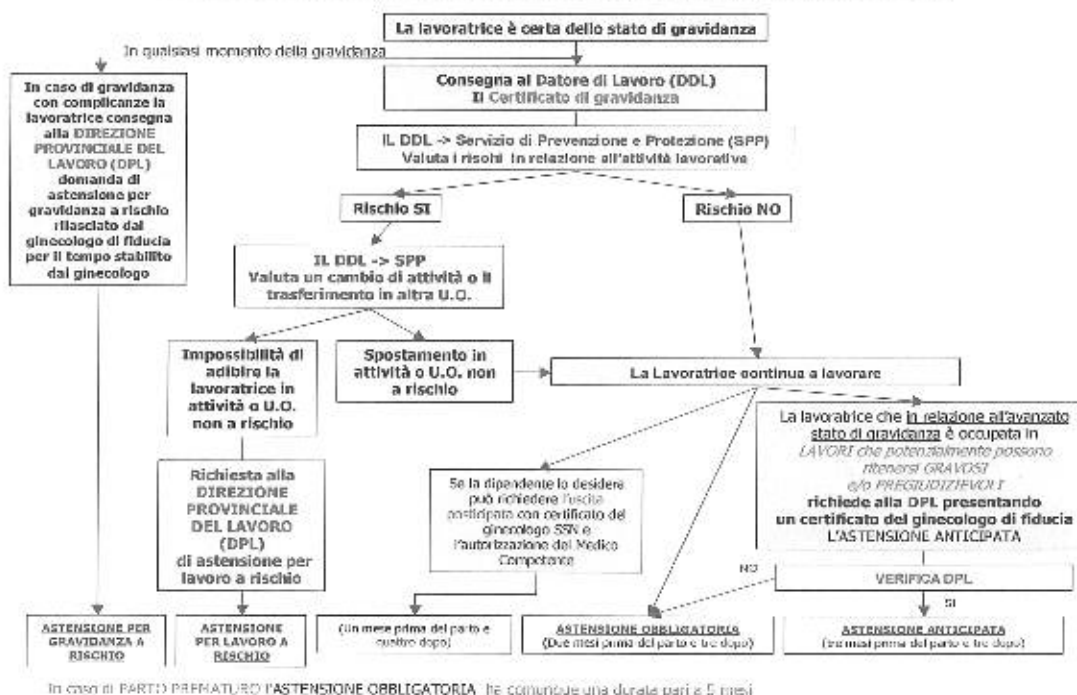 La lavoratrice è certa dello stato di gravidanza
In qualsiasi momento della gravidanza
Consegna al Datore di Lavoro (DDL)
Il Certificato di gravidanza
In caso di gravidanza
con complicanze la
lavoratrice consegna
alla DIREZIONE
PROVINCIALE DEL
LAVORO (DPL)
domanda di
astensione per
gravidanza a rischio
rilasciato dal
ginecologo di fiducia
per il tempo stabilito
dal ginecologo
IL DDL -> Servizio di Prevenzione e Protezione (SPP)
Valuta i rischi in relazione all'attività lavorativa
Rischio SI
Rischio NO
IL DDL -> SPP
Valuta un cambio di attività o il
trasferimento in altra U.O.
Impossibilità di
adibire la
lavoratrice in
attività o U.O.
non a rischio
Spostamento in
attività o U.O. non
a rischio
La Lavoratrice continua a lavorare
Richiesta alla
DIREZIONE
PROVINCIALE
DEL LAVORO
(DPL)
di astensione per
lavoro a rischio
Se la dipendente lo desidera
può richiedere l'uscita
posticipata con certificato del
ginecologo SSN e
l'autorizzazione del Medico
Competente
La lavoratrice che in relazione all'avanzato
stato di gravidanza è occupata in
LAVORI che potenzialmente possono
ritenersi GRAVOSI
e/o PREGIUDIZIEVOLI
richiede alla DPL presentando
un certificato del ginecologo di fiducia
L'ASTENSIONE ANTICIPATA
NO
VERIFICA DPL
SI
ASTENSIONE PER
GRAVIDANZA A
RISCHIO
ASTENSIONE
PER LAVORO A
RISCHIO
(Un mese prima del parto e
quattro dopo)
ASTENSIONE OBBLIGATORIA
(Due mesi prima del parto e tre dopo)
ASTENSIONE ANTICIPATA
(tre mesi prima del parto e tre dopo)
In caso di PARTO PREMATURO l'ASTENSIONE OBBLIGATORIA ha comunque una durata pari a 5 mesi